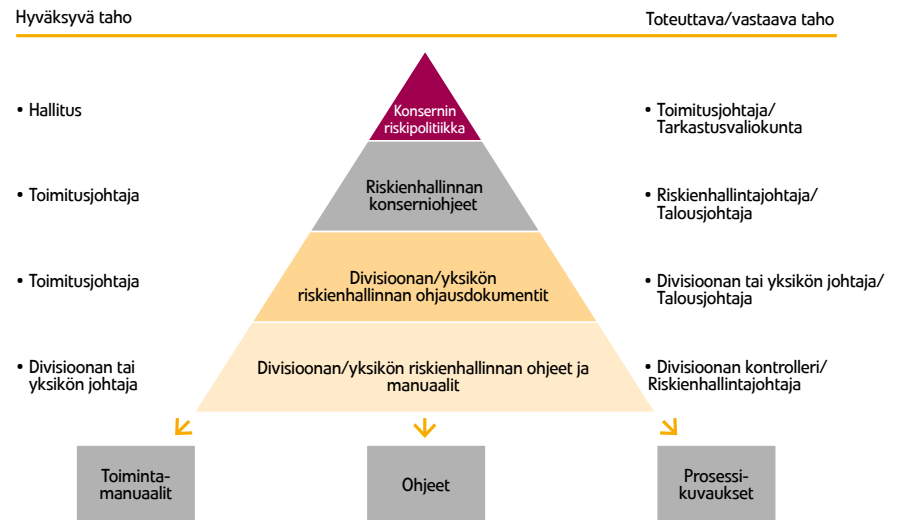 Hyväksyvä taho
Toteuttava/vastaava taho
• Hallitus
Konsernin
riskipolitiikka
• Toimitusjohtaja/
Tarkastusvaliokunta
• Toimitusjohtaja
Riskienhallinnan
konserniohjeet
• Riskienhallintajohtaja/
Talousjohtaja
• Toimitusjohtaja
Divisioonan/yksikön
riskienhallinnan ohjausdokumentit
• Divisioonan tai yksikön johtaja/
Talousjohtaja
• Divisioonan tai
yksikön johtaja
Divisioonan/yksikön riskienhallinnan ohjeet ja
manuaalit
• Divisioonan kontrolleri/
Riskienhallintajohtaja
Toiminta-
manuaalit
Ohjeet
Prosessi-
kuvaukset